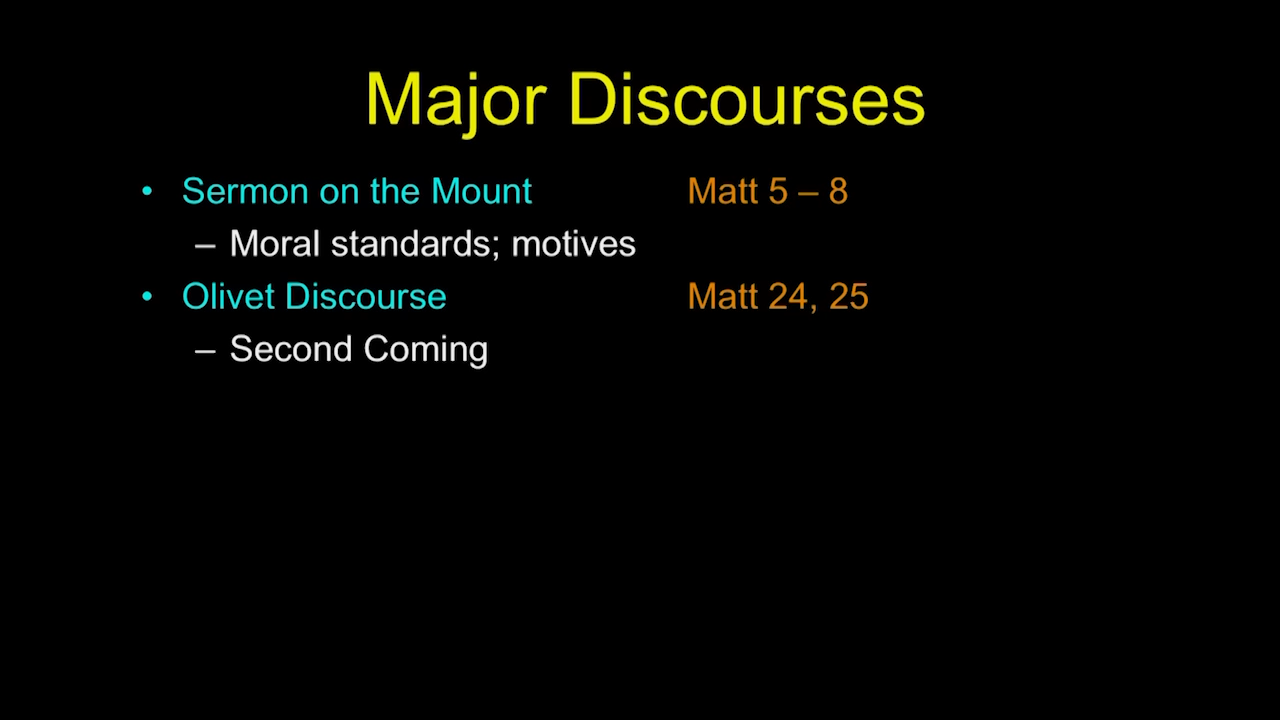 Major Discourses
• Sermon on the Mount Matt 5 – 8
– Moral standards; motives
• Olivet Discourse Matt 24, 25
– Second Coming